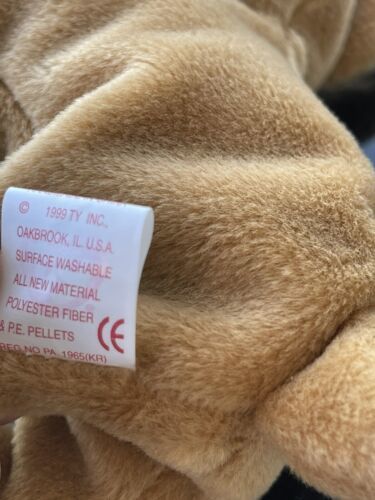 © 1999 TY INC.,
OAKBROOK, IL. U.S.A.
SURFACE WASHABLE
ALL NEW MATERIAL
POLYESTER FIBER
& P.E. PELLETS CE
REG. NO PA. 1965(KR)